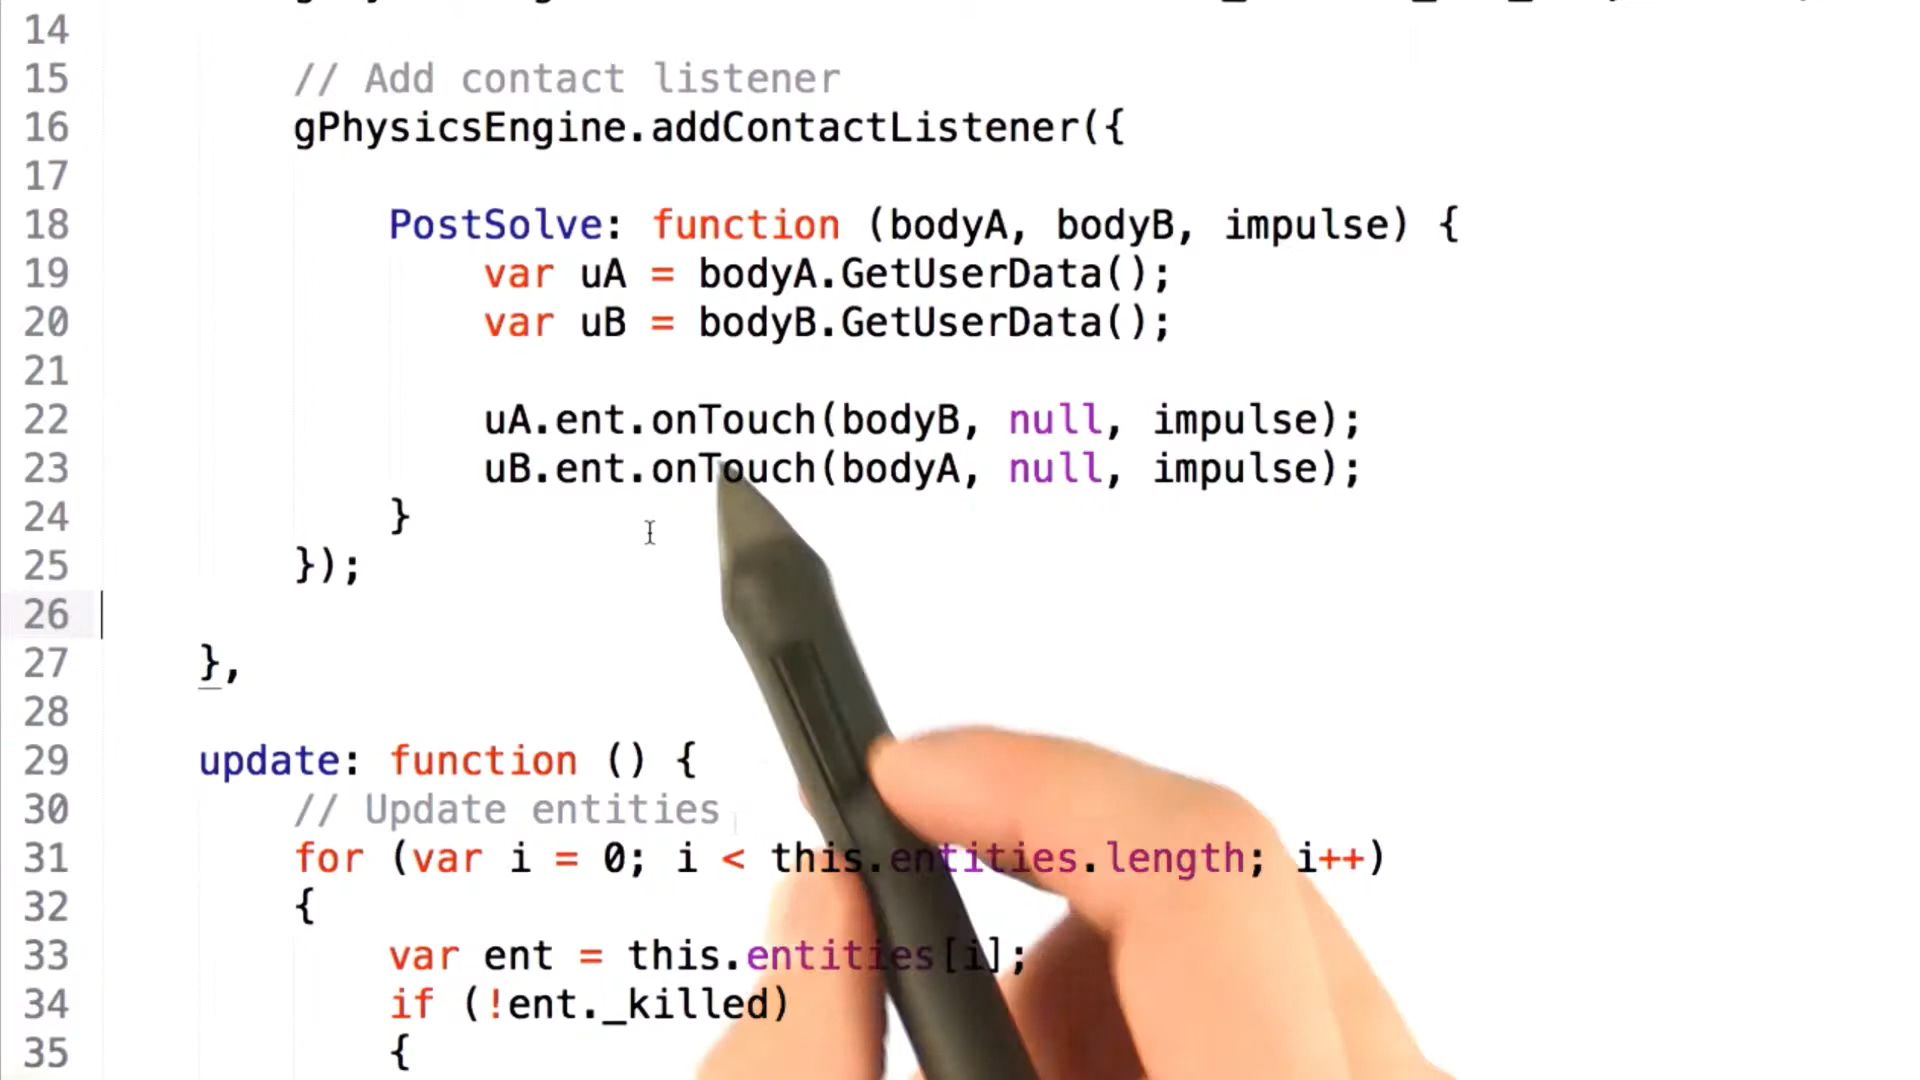 14
15 // Add contact listener
16 gPhysicsEngine.addContactListener({
17
18 PostSolve: function (bodyA, bodyB, impulse) {
19 var uA = bodyA.GetUserData();
20 var uB = bodyB.GetUserData();
21
22 uA.ent.onTouch(bodyB, null, impulse);
23 uB.ent.onTouch(bodyA, null, impulse);
24 }
25 });
26
27 },
28
29 update: function () {
30 // Update entities
31 for (var i = 0; i < this.entities.length; i++)
32 {
33 var ent = this.entities[i];
34 if (!ent._killed)
35 {